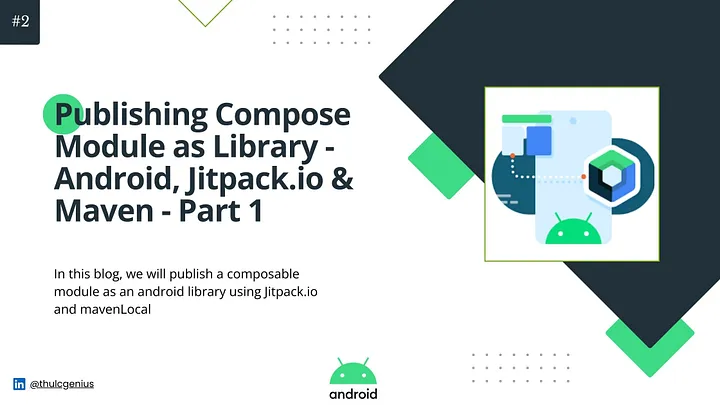 #2
Publishing Compose
Module as Library -
Android, Jitpack.io &
Maven - Part 1
In this blog, we will publish a composable
module as an android library using Jitpack.io
and mavenLocal
in @thulcgenius
android